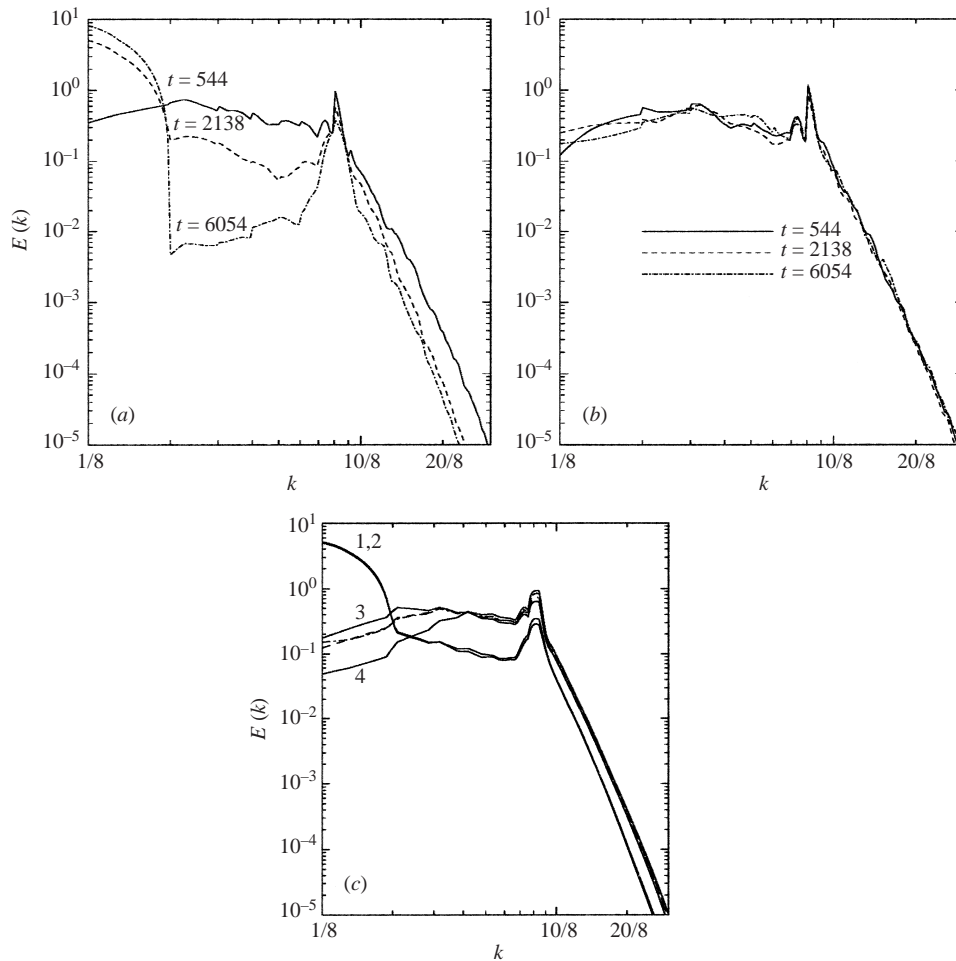 10^1
10^0
10^–1
10^–2
10^–3
10^–4
10^–5
E (k)
t = 544
t = 2138
t = 6054
(a)
1/8
10/8
20/8
k
10^1
10^0
10^–1
10^–2
10^–3
10^–4
10^–5
t = 544
t = 2138
t = 6054
(b)
1/8
10/8
20/8
k
10^1
10^0
10^–1
10^–2
10^–3
10^–4
10^–5
E (k)
1,2
3
4
(c)
1/8
10/8
20/8
k